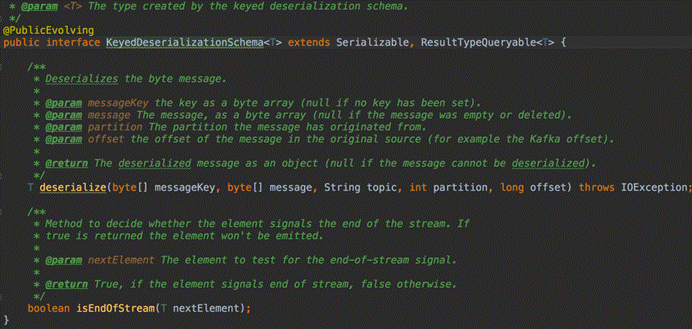 * @param <T> The type created by the keyed deserialization schema.
*/
@PublicEvolving
public interface KeyedDeserializationSchema<T> extends Serializable, ResultTypeQueryable<T> {
/**
* Deserializes the byte message.
*
* @param messageKey the key as a byte array (null if no key has been set).
* @param message The message, as a byte array (null if the message was empty or deleted).
* @param partition The partition the message has originated from.
* @param offset the offset of the message in the original source (for example the Kafka offset).
*
* @return The deserialized message as an object (null if the message cannot be deserialized).
*/
T deserialize(byte[] messageKey, byte[] message, String topic, int partition, long offset) throws IOException;
/**
* Method to decide whether the element signals the end of the stream. If
* true is returned the element won't be emitted.
*
* @param nextElement The element to test for the end-of-stream signal.
*
* @return True, if the element signals end of stream, false otherwise.
*/
boolean isEndOfStream(T nextElement);
}